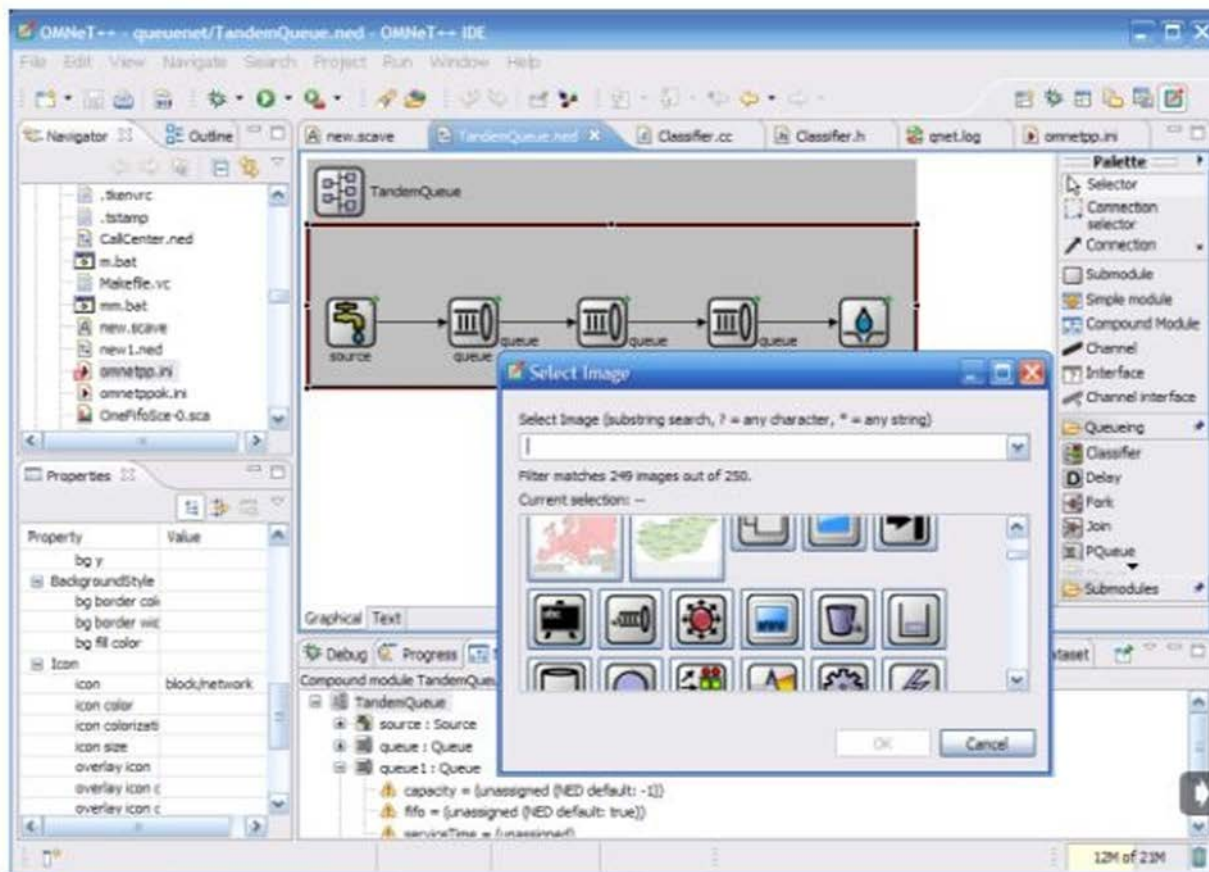 OMNeT++ - queuenet/TandemQueue.ned - OMNeT++ IDE
File Edit View Navigate Search Project Run Window Help
Navigator Outline
new.scave TandemQueue.ned Classifier.cc Classifier.h qnet.log omnetpp.ini
.tkenvrc
.tstamp
CallCenter.ned
m.bat
Makefile.vc
mm.bat
new.scave
new1.ned
omnetpp.ini
omnetppok.ini
OneFifoSce-0.sca
TandemQueue
source
queue
queue
queue
queue
Palette
Selector
Connection
selector
Connection
Submodule
Simple module
Compound Module
Channel
Interface
Channel interface
Queueing
Classifier
Delay
Fork
Join
PQueue
Submodules
Select Image
Select Image (substring search, ? = any character, * = any string)
Filter matches 249 images out of 250.
Current selection: --
abc
www
OK Cancel
Properties
Property Value
bg y
BackgroundStyle
bg border col
bg border wid
bg fill color
Icon
icon block/network
icon color
icon colorizati
icon size
overlay icon
overlay icon c
overlay icon c
Graphical Text
Debug Progress
taset
Compound module TandemQueu
TandemQueue
source : Source
queue : Queue
queue1 : Queue
capacity = (unassigned (NED default: -1))
fifo = (unassigned (NED default: true))
serviceTime = (unassigned)
12M of 21M